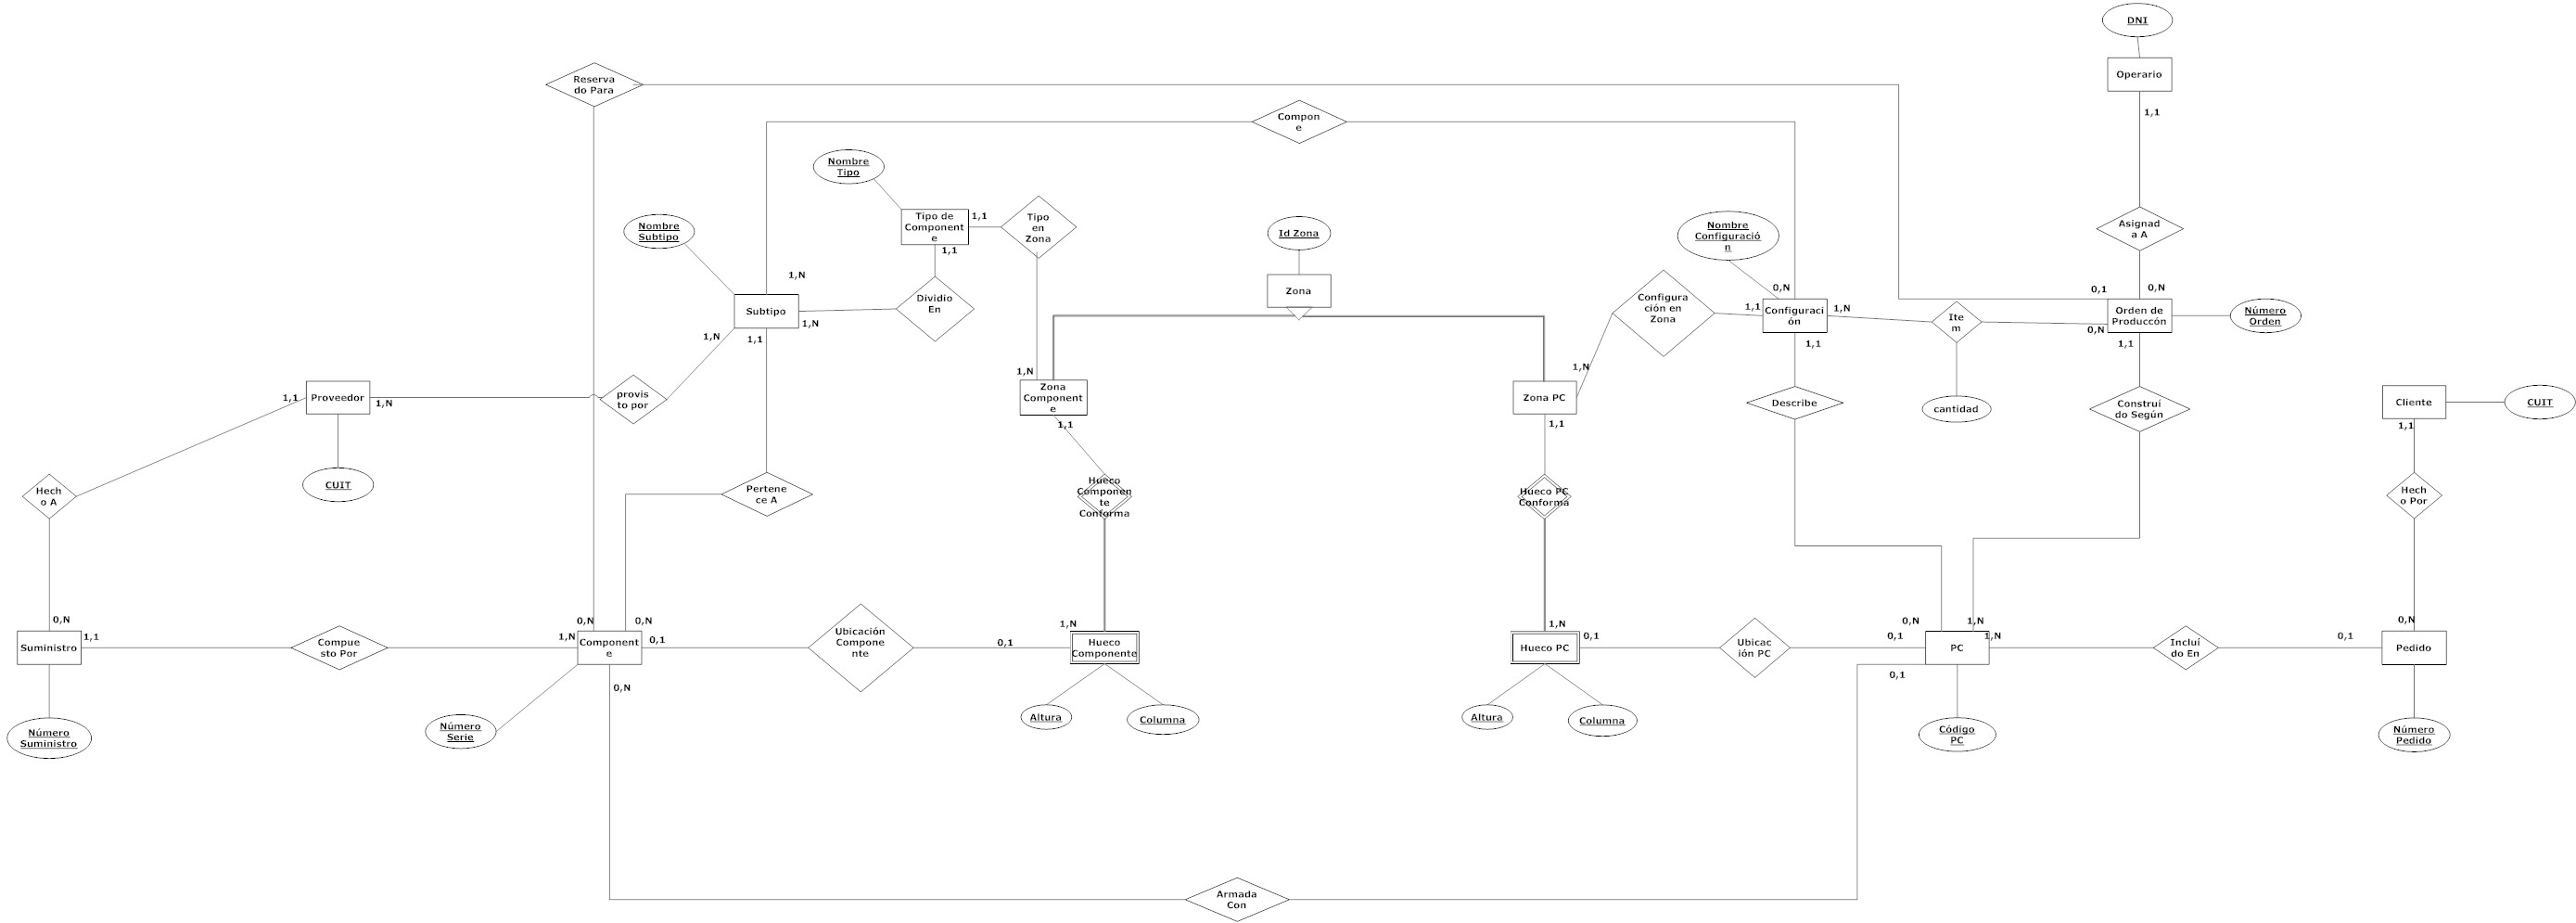 DNI
Operario
1,1
Reserva
do Para
Compon
e
Nombre
Tipo
Tipo de
Component
e
1,1
1,1
Tipo
en
Zona
Nombre
Subtipo
Id Zona
Zona
Nombre
Configuració
n
Asignad
a A
1,N
Subtipo
1,N
1,N
1,1
Dividio
En
Configura
ción en
Zona
1,1
0,N
Configuraci
ón
1,N
1,1
Ite
m
cantidad
0,1
0,N
Orden de
Produccón
0,N
1,1
Número
Orden
1,1
Proveedor
1,N
provis
to por
CUIT
1,N
Zona
Component
e
1,1
1,N
Zona PC
1,1
Describe
Construí
do Según
Cliente
1,1
CUIT
Hech
o A
Pertene
ce A
Hueco
Componen
te
Conforma
Hueco PC
Conforma
Hech
o Por
0,N
Suministro
1,1
Compue
sto Por
0,N
0,N
1,N
Component
e
0,1
0,N
Ubicación
Compone
nte
0,1
1,N
Hueco
Componente
1,N
Hueco PC
0,1
Ubicac
ión PC
0,N
1,N
0,1
PC
1,N
0,1
Incluí
do En
0,1
0,N
Pedido
Número
Suministro
Número
Serie
Altura
Columna
Altura
Columna
Código
PC
Número
Pedido
Armada
Con